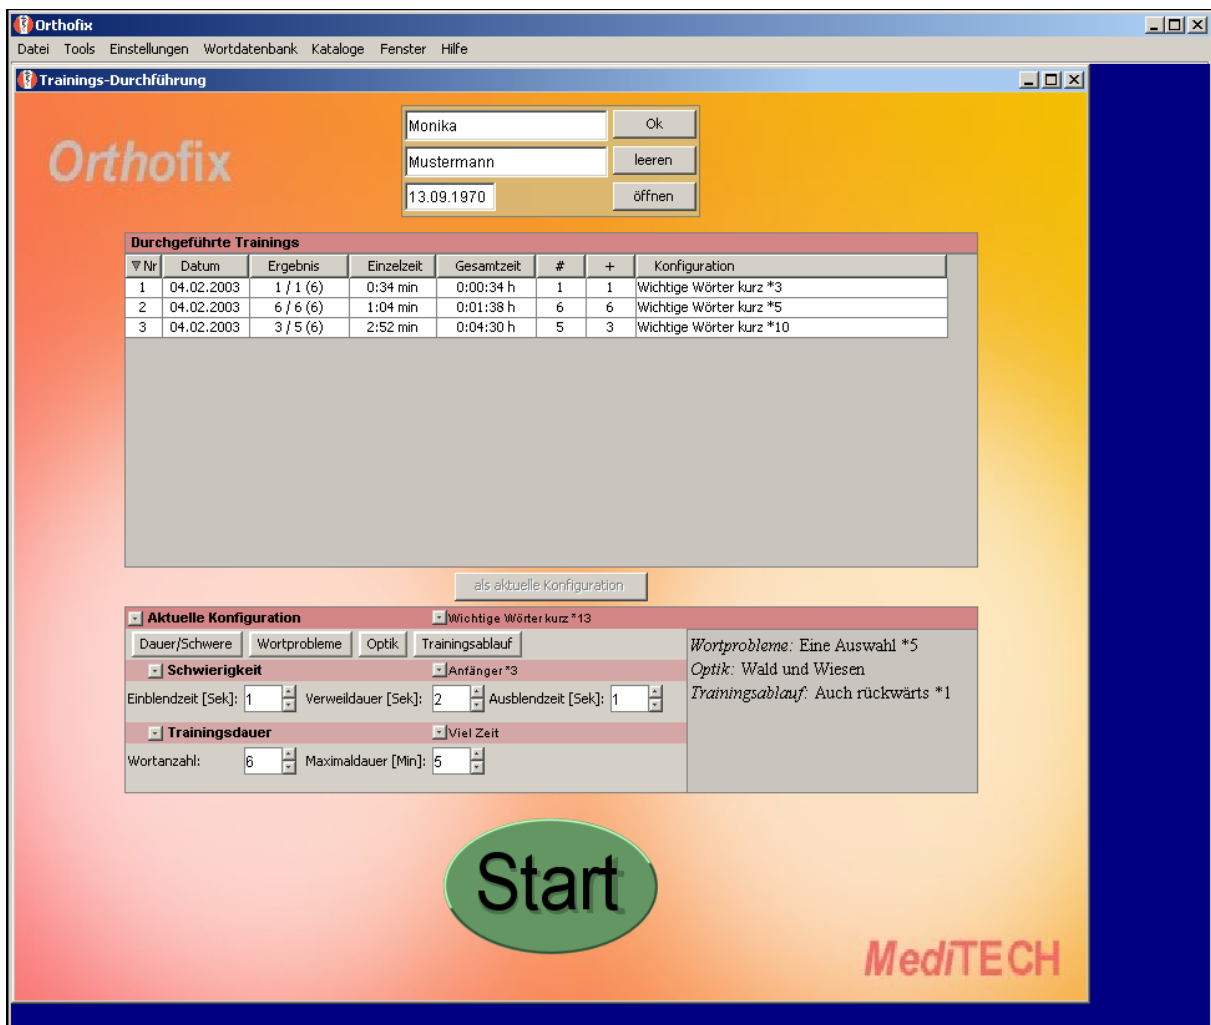 Orthofix
Datei Tools Einstellungen Wortdatenbank Kataloge Fenster Hilfe
Trainings-Durchführung
Orthofix
Monika Ok
Mustermann leeren
13.09.1970 öffnen
Durchgeführte Trainings
Nr Datum Ergebnis Einzelzeit Gesamtzeit # + Konfiguration
1 04.02.2003 1 / 1 (6) 0:34 min 0:00:34 h 1 1 Wichtige Wörter kurz *3
2 04.02.2003 6 / 6 (6) 1:04 min 0:01:38 h 6 6 Wichtige Wörter kurz *5
3 04.02.2003 3 / 5 (6) 2:52 min 0:04:30 h 5 3 Wichtige Wörter kurz *10
als aktuelle Konfiguration
Aktuelle Konfiguration Wichtige Wörter kurz *13
Dauer/Schwere Wortprobleme Optik Trainingsablauf
Schwierigkeit Anfänger *3
Einblendzeit [Sek]: 1 Verweildauer [Sek]: 2 Ausblendzeit [Sek]: 1
Trainingsdauer Viel Zeit
Wortanzahl: 6 Maximaldauer [Min]: 5
Wortprobleme: Eine Auswahl *5
Optik: Wald und Wiesen
Trainingsablauf: Auch rückwärts *1
Start
MediTECH